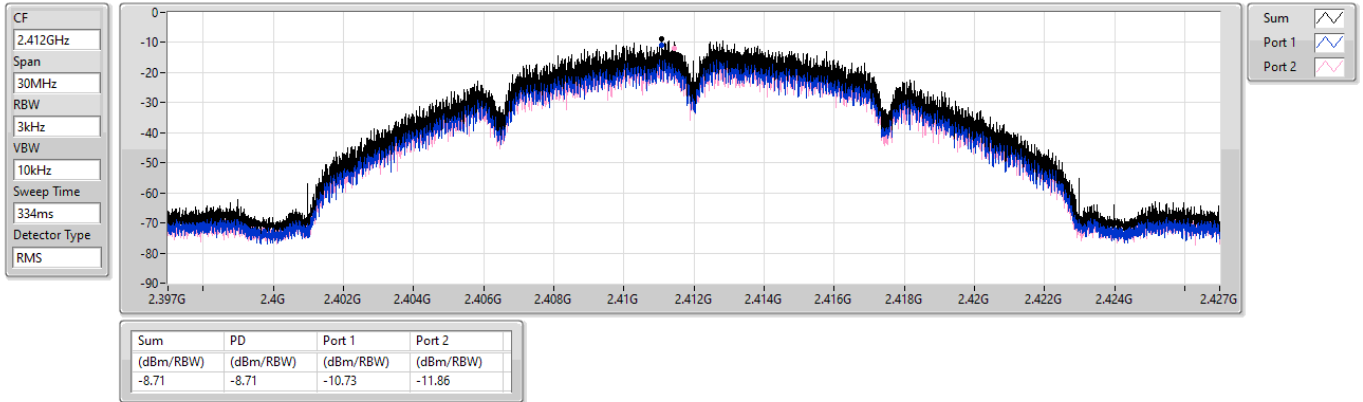 CF
2.412GHz
Span
30MHz
RBW
3kHz
VBW
10kHz
Sweep Time
334ms
Detector Type
RMS
0
-10
-20
-30
-40
-50
-60
-70
-80
-90
2.397G 2.4G 2.402G 2.404G 2.406G 2.408G 2.41G 2.412G 2.414G 2.416G 2.418G 2.42G 2.422G 2.424G 2.427G
Sum
Port 1
Port 2
Sum PD Port 1 Port 2
(dBm/RBW) (dBm/RBW) (dBm/RBW) (dBm/RBW)
-8.71 -8.71 -10.73 -11.86